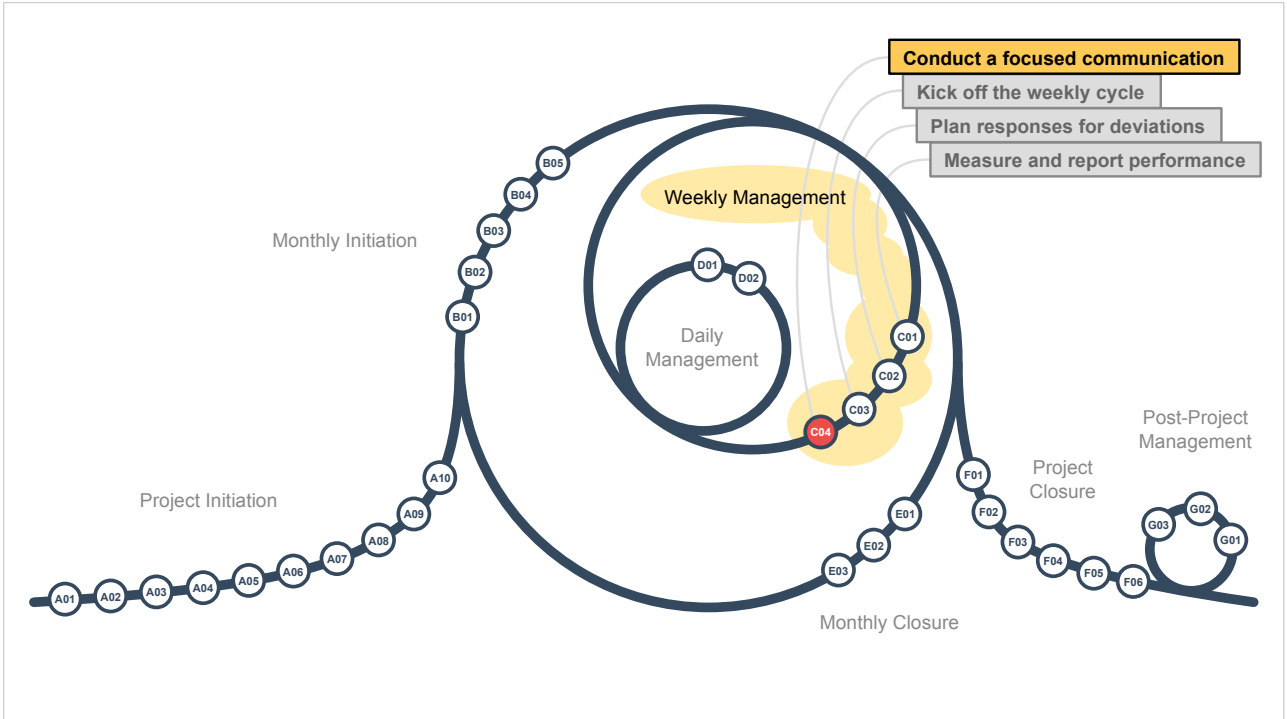 Conduct a focused communication
Kick off the weekly cycle
Plan responses for deviations
Measure and report performance
Weekly Management
Monthly Initiation
B05
B04
B03
B02
B01
D01
D02
Daily
Management
C01
C02
C03
C04
Post-Project
Management
Project
Closure
Project Initiation
A10
A09
A08
A07
A06
A05
A04
A03
A02
A01
E01
E02
E03
Monthly Closure
F01
F02
F03
F04
F05
F06
G03
G02
G01